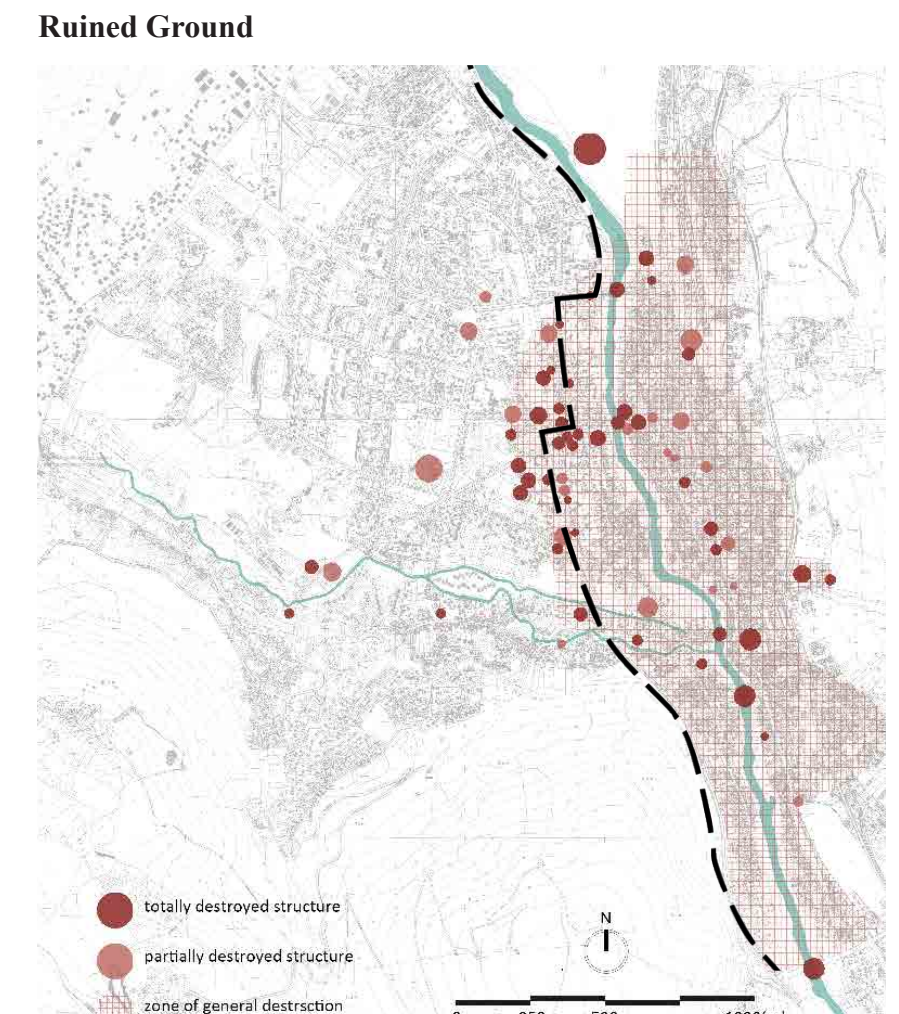 Ruined Ground
totally destroyed structure
partially destroyed structure
zone of general destrsction
N